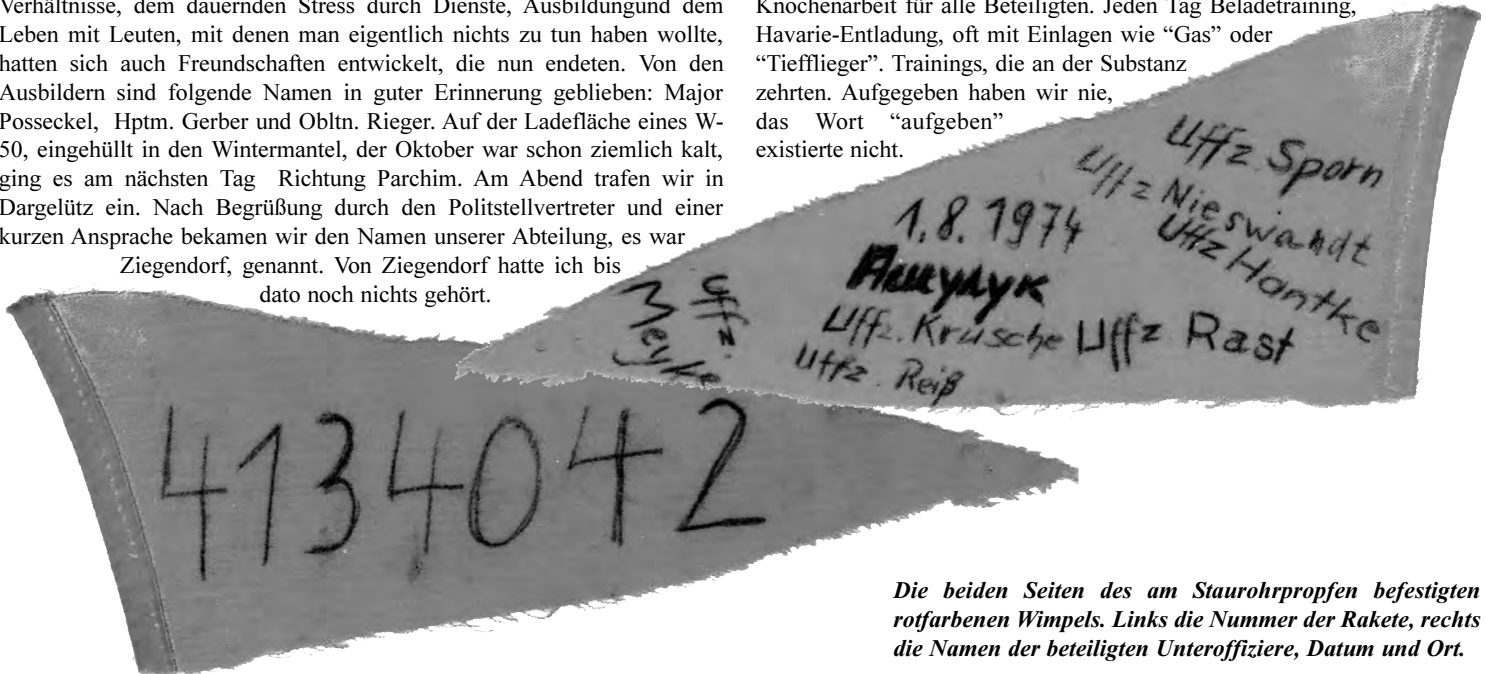 Verhältnisse, dem dauernden Stress durch Dienste, Ausbildungund dem
Leben mit Leuten, mit denen man eigentlich nichts zu tun haben wollte,
hatten sich auch Freundschaften entwickelt, die nun endeten. Von den
Ausbildern sind folgende Namen in guter Erinnerung geblieben: Major
Posseckel, Hptm. Gerber und Obltn. Rieger. Auf der Ladefläche eines W-
50, eingehüllt in den Wintermantel, der Oktober war schon ziemlich kalt,
ging es am nächsten Tag Richtung Parchim. Am Abend trafen wir in
Dargelütz ein. Nach Begrüßung durch den Politstellvertreter und einer
kurzen Ansprache bekamen wir den Namen unserer Abteilung, es war
Ziegendorf, genannt. Von Ziegendorf hatte ich bis
dato noch nichts gehört.
Knochenarbeit für alle Beteiligten. Jeden Tag Beladetraining,
Havarie-Entladung, oft mit Einlagen wie “Gas” oder
“Tiefflieger”. Trainings, die an der Substanz
zehrten. Aufgegeben haben wir nie,
das Wort “aufgeben”
existierte nicht.
Uffz. Sporn
Uffz Nieswandt
Uffz Hantke
1.8.1974
Ашулук
Uffz. Krusche Uffz Rast
Uffz. Reiß
Uffz.
Meyke
4134042
Die beiden Seiten des am Staurohrpropfen befestigten
rotfarbenen Wimpels. Links die Nummer der Rakete, rechts
die Namen der beteiligten Unteroffiziere, Datum und Ort.